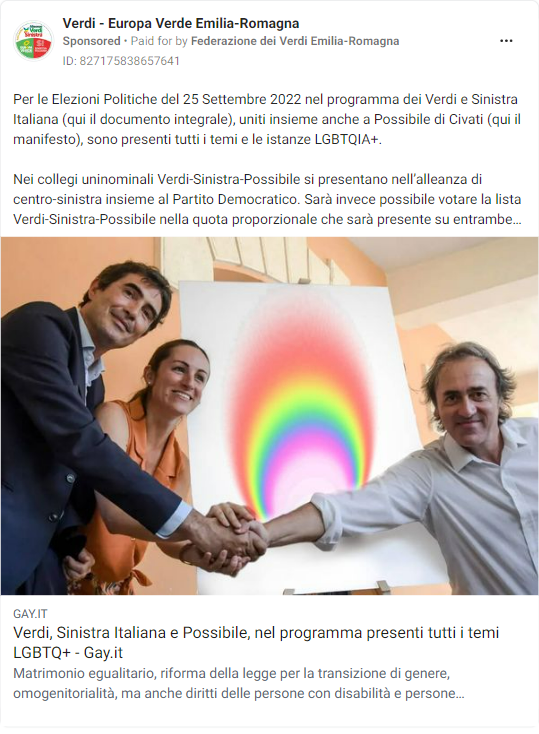 Verdi - Europa Verde Emilia-Romagna
Sponsored • Paid for by Federazione dei Verdi Emilia-Romagna
ID: 827175838657641
Per le Elezioni Politiche del 25 Settembre 2022 nel programma dei Verdi e Sinistra
Italiana (qui il documento integrale), uniti insieme anche a Possibile di Civati (qui il
manifesto), sono presenti tutti i temi e le istanze LGBTQIA+.
Nei collegi uninominali Verdi-Sinistra-Possibile si presentano nell'alleanza di
centro-sinistra insieme al Partito Democratico. Sarà invece possibile votare la lista
Verdi-Sinistra-Possibile nella quota proporzionale che sarà presente su entrambe...
GAY.IT
Verdi, Sinistra Italiana e Possibile, nel programma presenti tutti i temi
LGBTQ+ - Gay.it
Matrimonio egualitario, riforma della legge per la transizione di genere,
omogenitorialità, ma anche diritti delle persone con disabilità e persone...